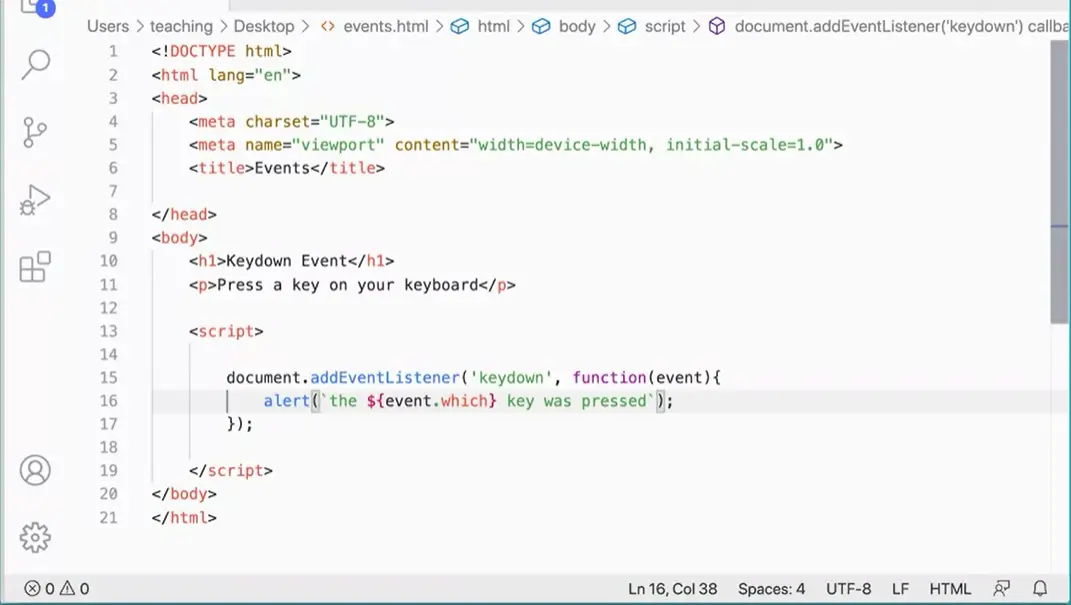 1
Users > teaching > Desktop > <> events.html > html > body > script > document.addEventListener('keydown') callba
1 <!DOCTYPE html>
2 <html lang="en">
3 <head>
4     <meta charset="UTF-8">
5     <meta name="viewport" content="width=device-width, initial-scale=1.0">
6     <title>Events</title>
7
8 </head>
9 <body>
10     <h1>Keydown Event</h1>
11     <p>Press a key on your keyboard</p>
12
13     <script>
14
15         document.addEventListener('keydown', function(event){
16             alert(`the ${event.which} key was pressed`);
17         });
18
19     </script>
20 </body>
21 </html>
0 0 Ln 16, Col 38 Spaces: 4 UTF-8 LF HTML